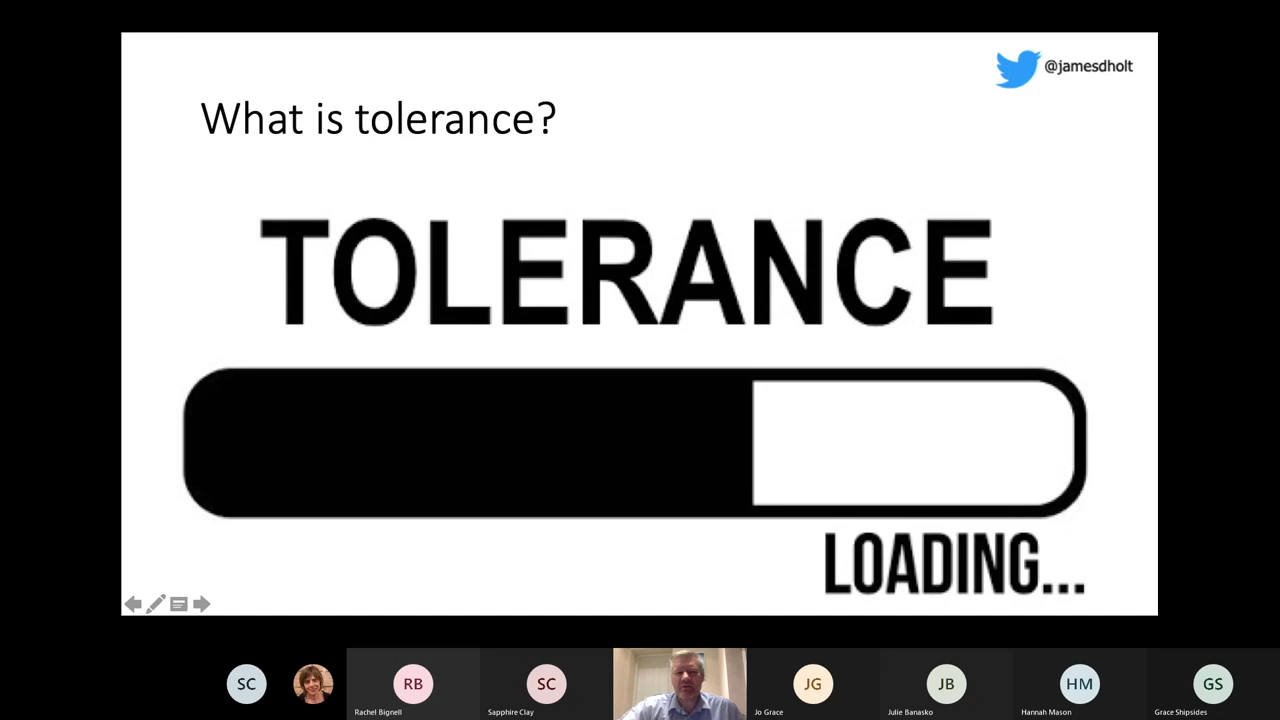 @jamesdholt
What is tolerance?
TOLERANCE
LOADING...
SC
RB
SC
JG
JB
HM
GS
Rachel Bignell
Sapphire Clay
Jo Grace
Julie Banasko
Hannah Mason
Grace Shipsides